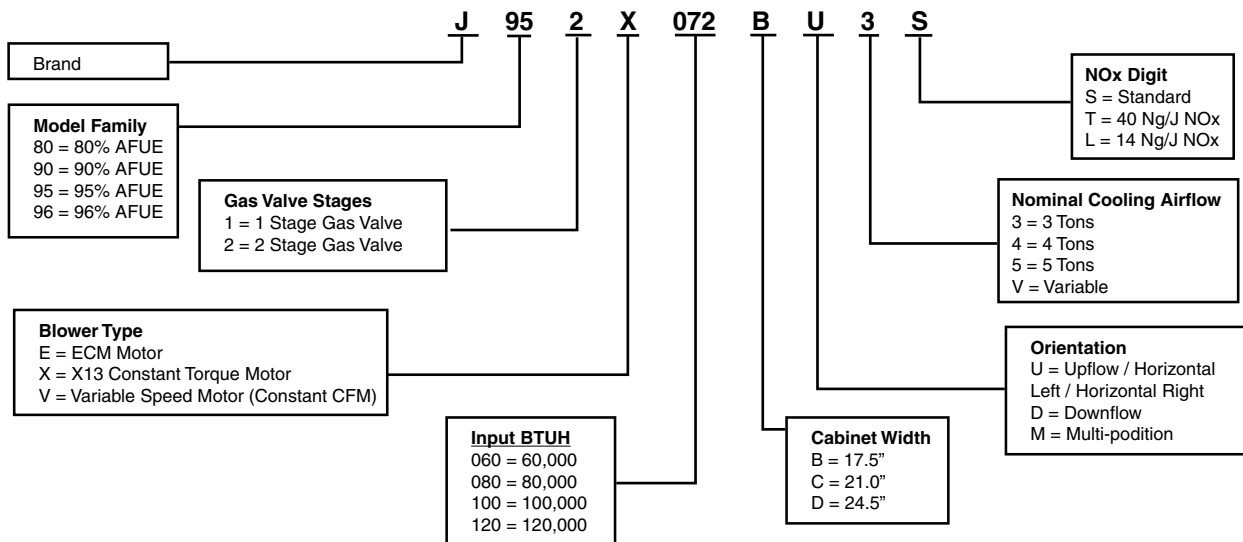 J 95 2 X 072 B U 3 S
Brand
Model Family
80 = 80% AFUE
90 = 90% AFUE
95 = 95% AFUE
96 = 96% AFUE
Gas Valve Stages
1 = 1 Stage Gas Valve
2 = 2 Stage Gas Valve
Blower Type
E = ECM Motor
X = X13 Constant Torque Motor
V = Variable Speed Motor (Constant CFM)
Input BTUH
060 = 60,000
080 = 80,000
100 = 100,000
120 = 120,000
Cabinet Width
B = 17.5”
C = 21.0”
D = 24.5”
Orientation
U = Upflow / Horizontal
Left / Horizontal Right
D = Downflow
M = Multi-podition
Nominal Cooling Airflow
3 = 3 Tons
4 = 4 Tons
5 = 5 Tons
V = Variable
NOx Digit
S = Standard
T = 40 Ng/J NOx
L = 14 Ng/J NOx